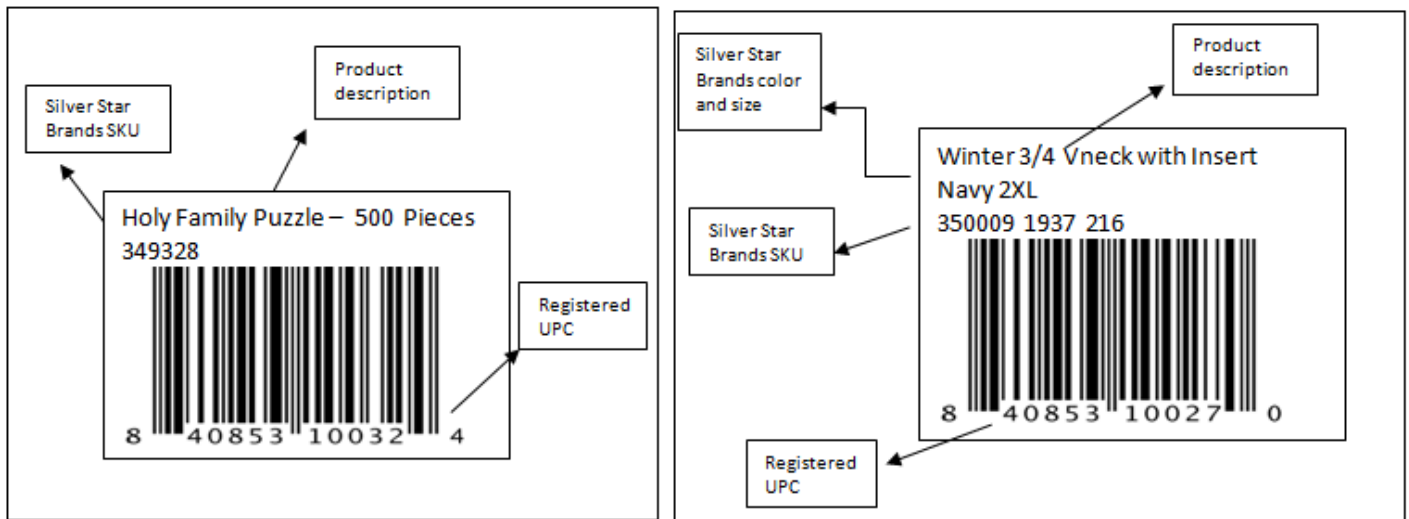 Silver Star
Brands SKU
Product
description
Holy Family Puzzle – 500 Pieces
349328
8 40853 10032 4
Registered
UPC
Silver Star
Brands color
and size
Product
description
Winter 3/4 Vneck with Insert
Navy 2XL
350009 1937 216
Silver Star
Brands SKU
8 40853 10027 0
Registered
UPC